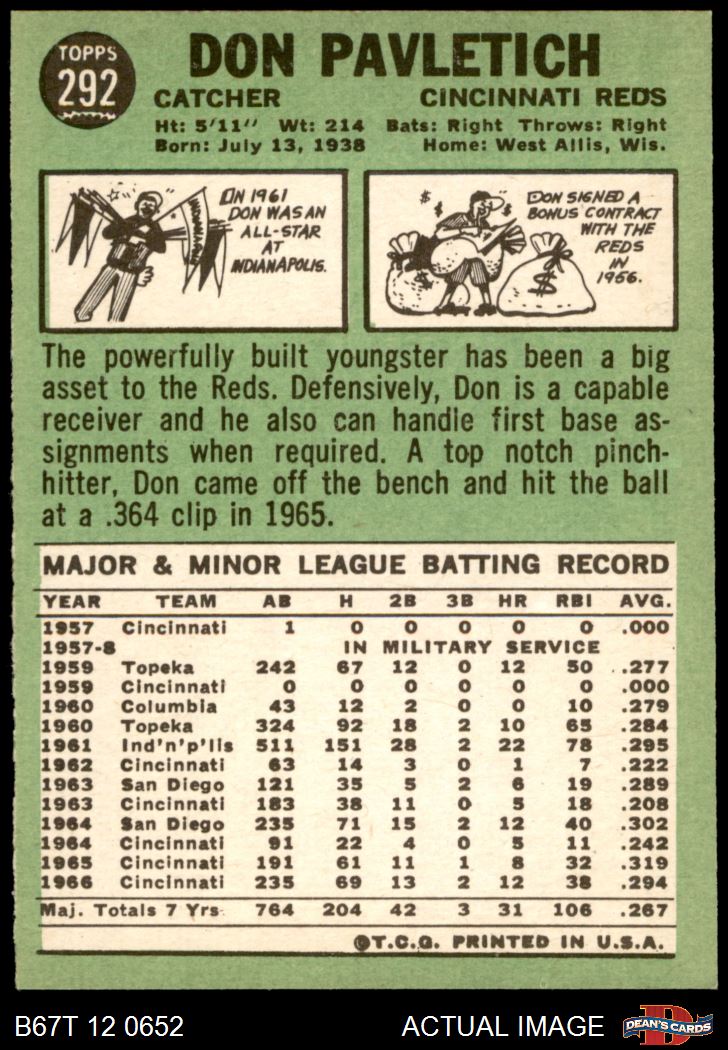 TOPPS
292
DON PAVLETICH
CATCHER CINCINNATI REDS
Ht: 5'11" Wt: 214 Bats: Right Throws: Right
Born: July 13, 1938 Home: West Allis, Wis.
IN 1961
DON WAS AN
ALL-STAR
AT
INDIANAPOLIS.
INDIANAPOLIS
DON SIGNED A
BONUS CONTRACT
WITH THE
REDS
IN
1956.
$ $ $ $
$ $
The powerfully built youngster has been a big
asset to the Reds. Defensively, Don is a capable
receiver and he also can handle first base as-
signments when required. A top notch pinch-
hitter, Don came off the bench and hit the ball
at a .364 clip in 1965.
MAJOR & MINOR LEAGUE BATTING RECORD
YEAR TEAM AB H 2B 3B HR RBI AVG.
1957 Cincinnati 1 0 0 0 0 0 .000
1957-8 IN MILITARY SERVICE
1959 Topeka 242 67 12 0 12 50 .277
1959 Cincinnati 0 0 0 0 0 0 .000
1960 Columbia 43 12 2 0 0 10 .279
1960 Topeka 324 92 18 2 10 65 .284
1961 Ind'n'p'lis 511 151 28 2 22 78 .295
1962 Cincinnati 63 14 3 0 1 7 .222
1963 San Diego 121 35 5 2 6 19 .289
1963 Cincinnati 183 38 11 0 5 18 .208
1964 San Diego 235 71 15 2 12 40 .302
1964 Cincinnati 91 22 4 0 5 11 .242
1965 Cincinnati 191 61 11 1 8 32 .319
1966 Cincinnati 235 69 13 2 12 38 .294
Maj. Totals 7 Yrs. 764 204 42 3 31 106 .267
©T.C.G. PRINTED IN U.S.A.
B67T 12 0652 ACTUAL IMAGE
D
DEAN'S CARDS